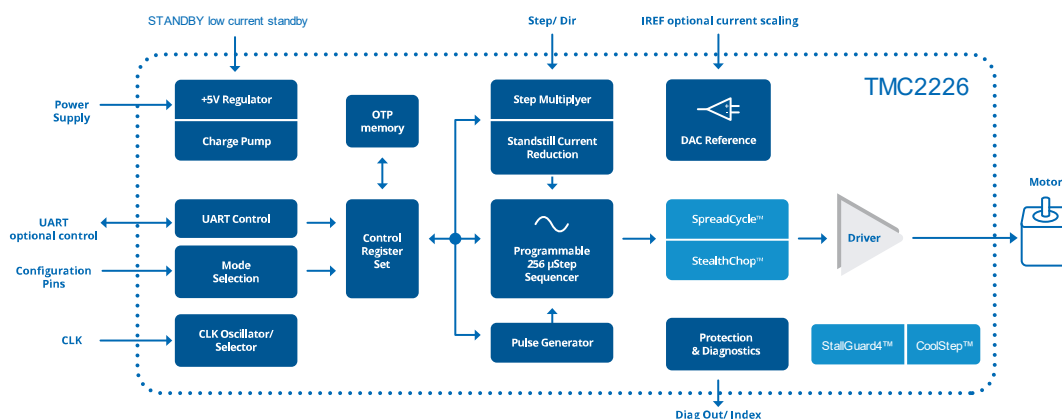 STANDBY low current standby
Step/ Dir
IREF optional current scaling
TMC2226
Power
Supply
+5V Regulator
Charge Pump
OTP
memory
Step Multiplyer
Standstill Current
Reduction
DAC Reference
Motor
UART
optional control
UART Control
Configuration
Pins
Mode
Selection
Control
Register
Set
Programmable
256 µStep
Sequencer
SpreadCycle™
StealthChop™
Driver
CLK
CLK Oscillator/
Selector
Pulse Generator
Protection
& Diagnostics
StallGuard4™
CoolStep™
Diag Out/ Index